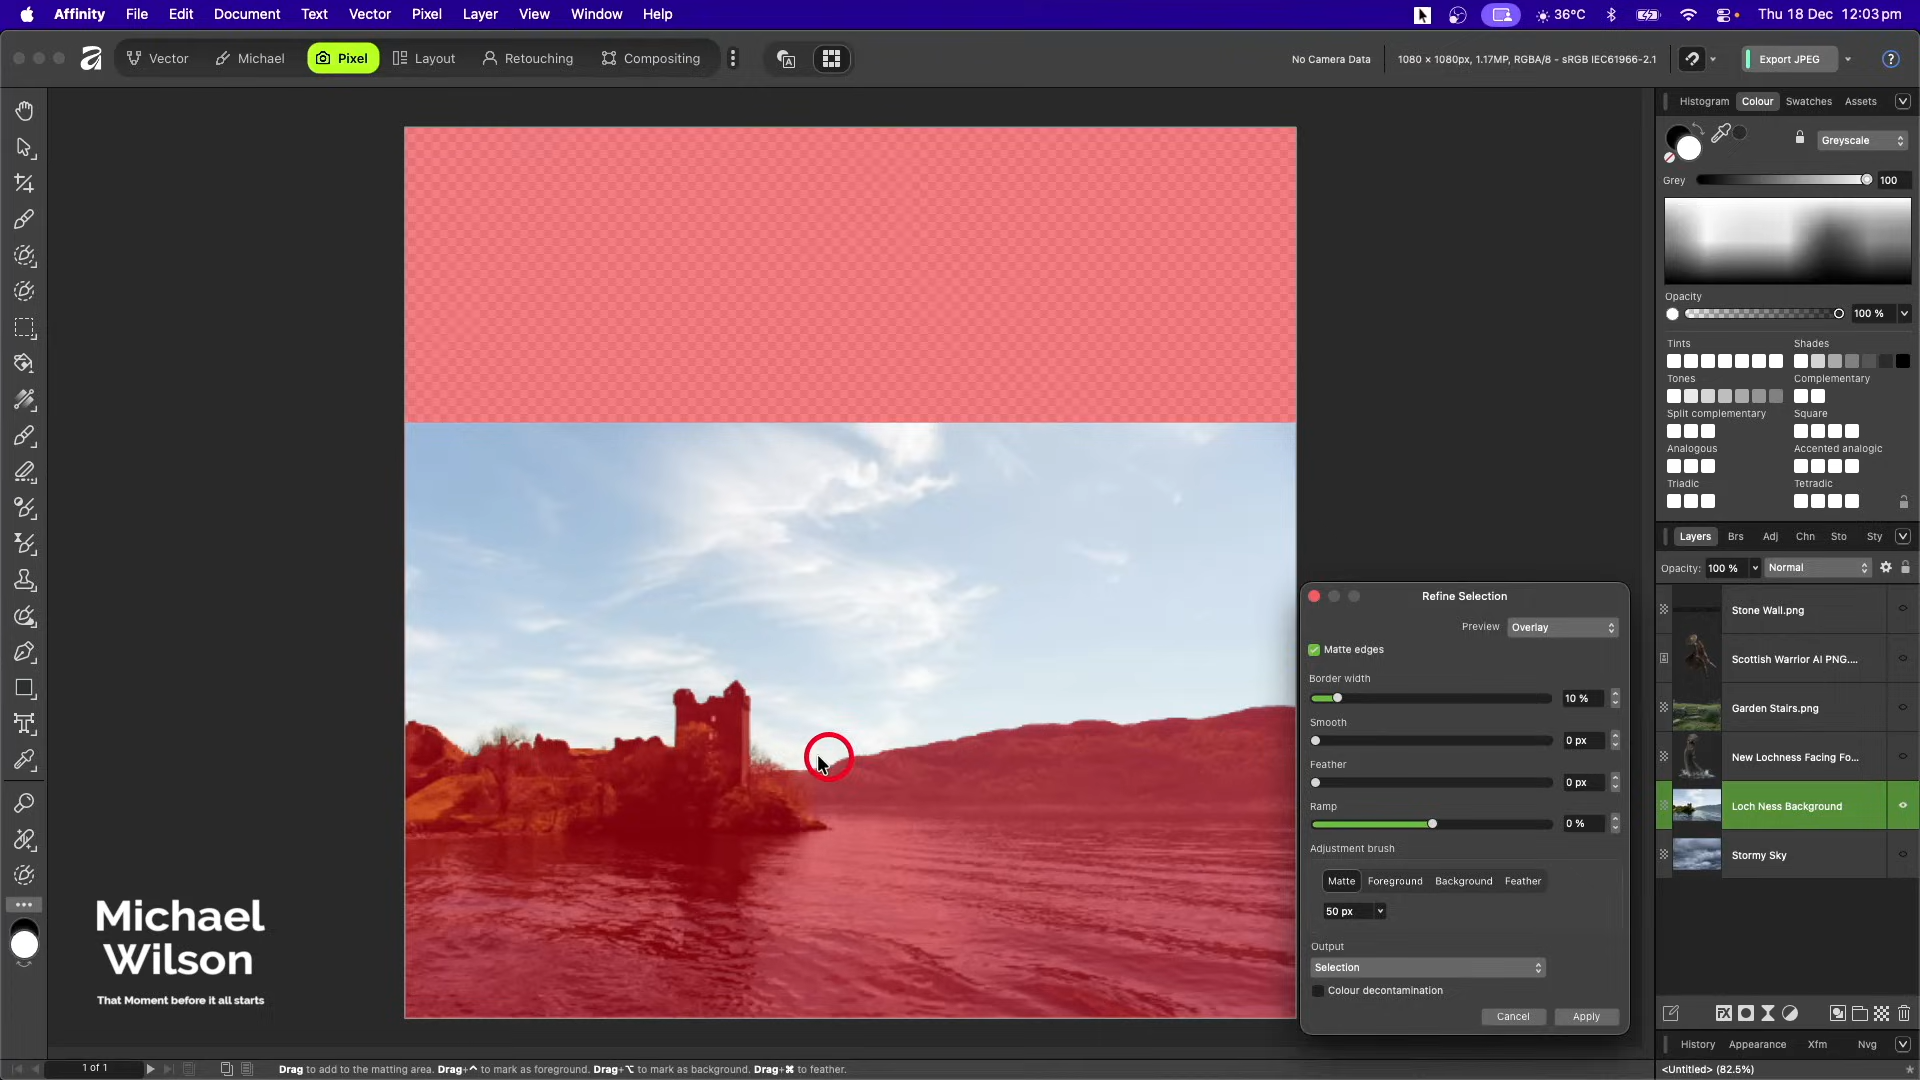 Affinity File Edit Document Text Vector Pixel Layer View Window Help 36°C Thu 18 Dec 12:03 pm
Vector Michael Pixel Layout Retouching Compositing No Camera Data 1080 × 1080px, 1.17MP, RGBA/8 - sRGB IEC61966-2.1 Export JPEG ?
Histogram Colour Swatches Assets
Greyscale
Grey 100
Opacity
100 %
Tints Shades
Tones Complementary
Split complementary Square
Analogous Accented analogic
Triadic Tetradic
Layers Brs Adj Chn Sto Sty
Opacity: 100 % Normal
Stone Wall.png
Scottish Warrior AI PNG....
Garden Stairs.png
New Lochness Facing Fo...
Loch Ness Background
Stormy Sky
Refine Selection
Preview Overlay
Matte edges
Border width
10 %
Smooth
0 px
Feather
0 px
Ramp
0 %
Adjustment brush
Matte Foreground Background Feather
50 px
Output
Selection
Colour decontamination
Cancel Apply
Michael
Wilson
That Moment before it all starts
FX
History Appearance Xfm Nvg
1 of 1 Drag to add to the matting area. Drag+⌃ to mark as foreground. Drag+⌥ to mark as background. Drag+⌘ to feather. <Untitled> (82.5%)